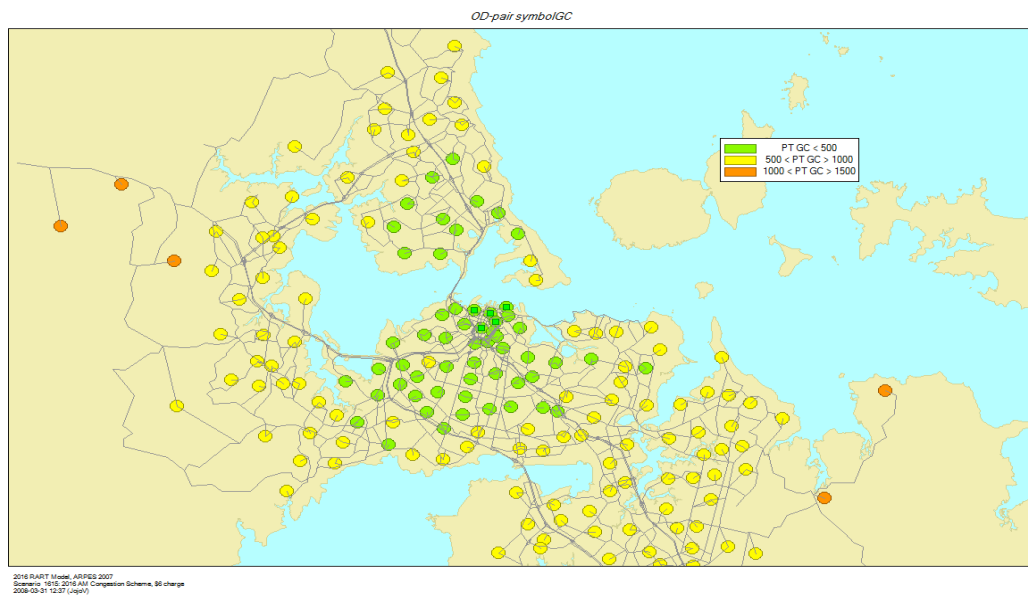 OD-pair symbolGC
PT GC < 500
500 < PT GC > 1000
1000 < PT GC > 1500
2016 RART Model, ARPES 2007
Scenario 1615: 2016 AM Congestion Scheme, $6 charge
2008-03-31 12:37 (JojoV)